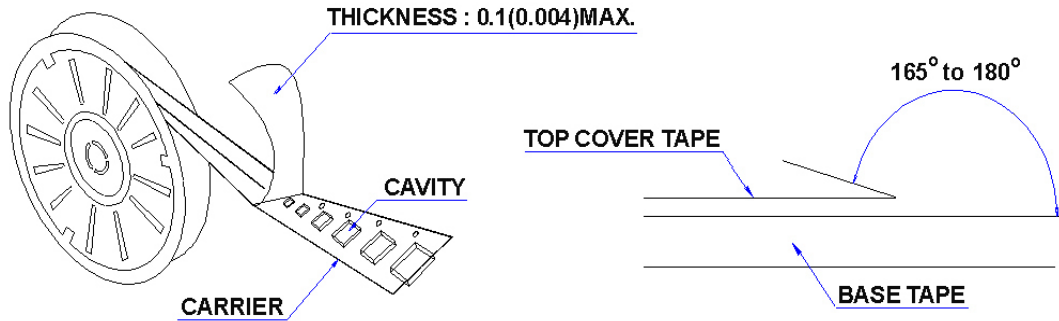 THICKNESS : 0.1(0.004)MAX.
CAVITY
CARRIER
165° to 180°
TOP COVER TAPE
BASE TAPE